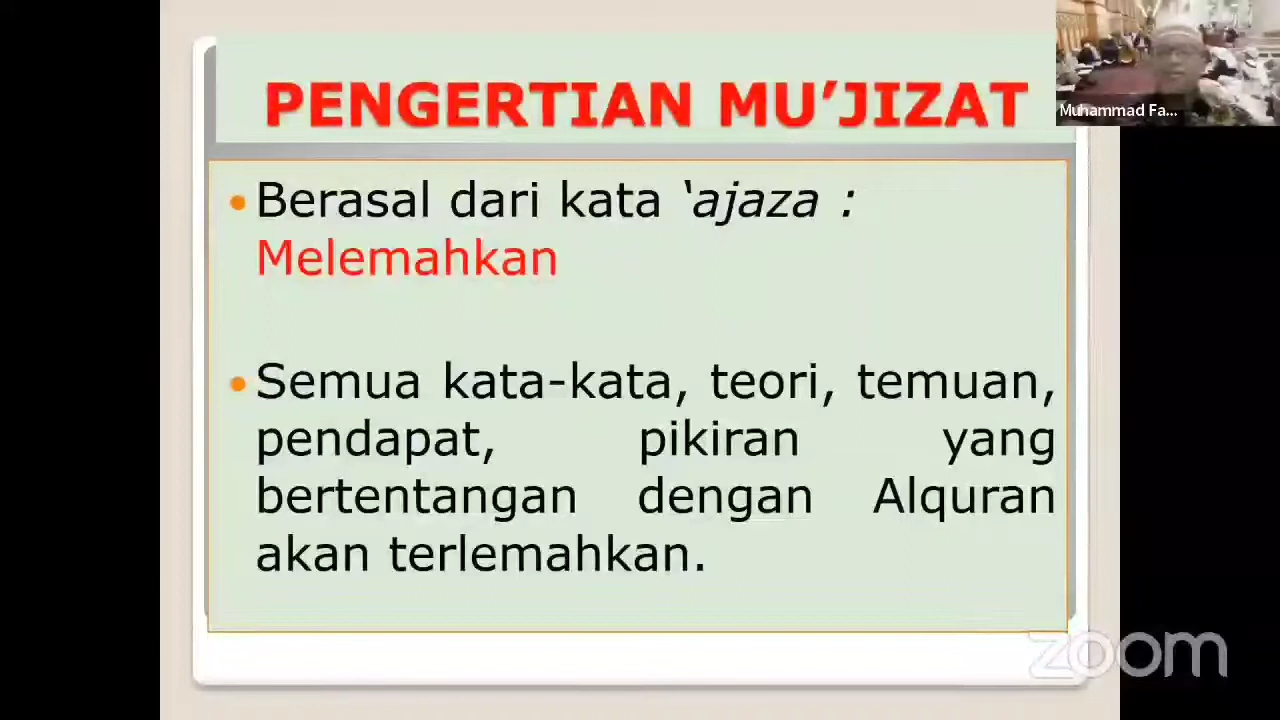 PENGERTIAN MU’JIZAT
Muhammad Fa...
• Berasal dari kata ‘ajaza :
Melemahkan
• Semua kata-kata, teori, temuan,
pendapat, pikiran yang
bertentangan dengan Alquran
akan terlemahkan.
zoom